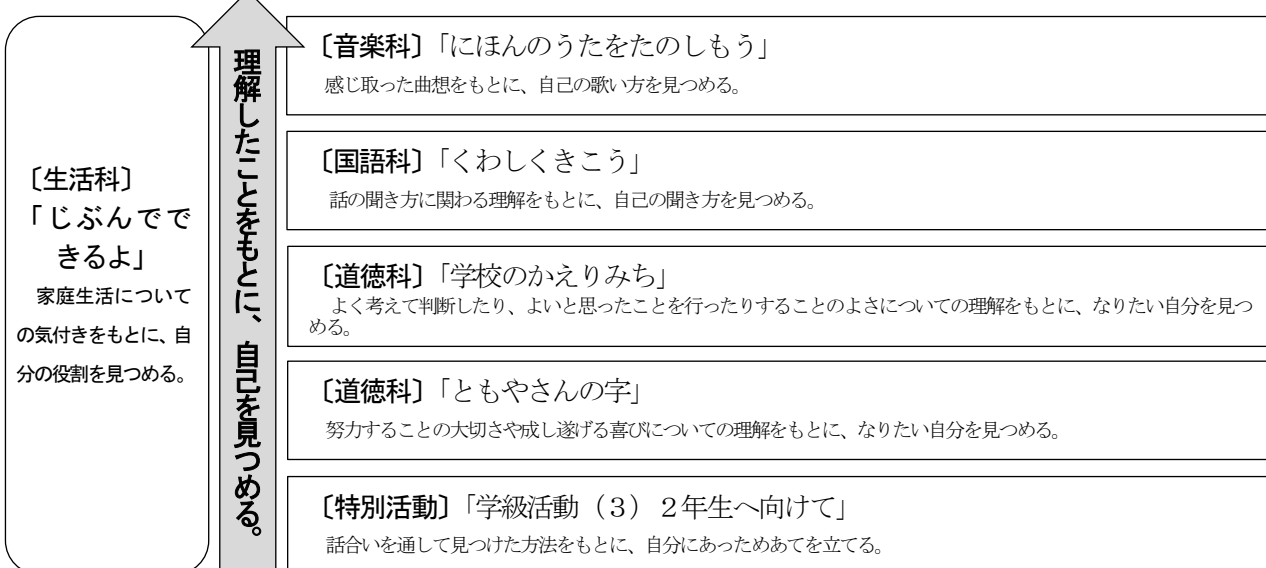 〔生活科〕
「じぶんでで
きるよ」
家庭生活について
の気付きをもとに、自
分の役割を見つめる。
理解したことをもとに、自己を見つめる。
〔音楽科〕「にほんのうたをたのしもう」
感じ取った曲想をもとに、自己の歌い方を見つめる。
〔国語科〕「くわしくきこう」
話の聞き方に関わる理解をもとに、自己の聞き方を見つめる。
〔道徳科〕「学校のかえりみち」
よく考えて判断したり、よいと思ったことを行ったりすることのよさについての理解をもとに、なりたい自分を見つ
める。
〔道徳科〕「ともやさんの字」
努力することの大切さや成し遂げる喜びについての理解をもとに、なりたい自分を見つめる。
〔特別活動〕「学級活動（３）２年生へ向けて」
話合いを通して見つけた方法をもとに、自分にあっためあてを立てる。